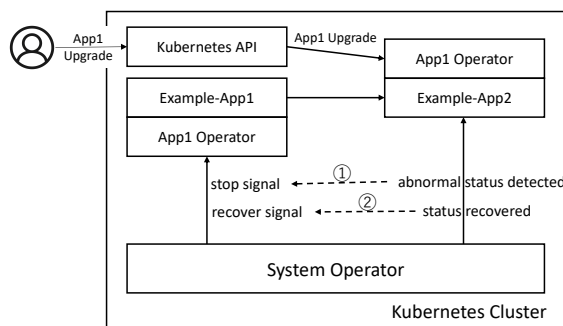 App1
Upgrade
Kubernetes API
App1 Upgrade
App1 Operator
Example-App2
Example-App1
App1 Operator
①
stop signal
abnormal status detected
②
recover signal
status recovered
System Operator
Kubernetes Cluster